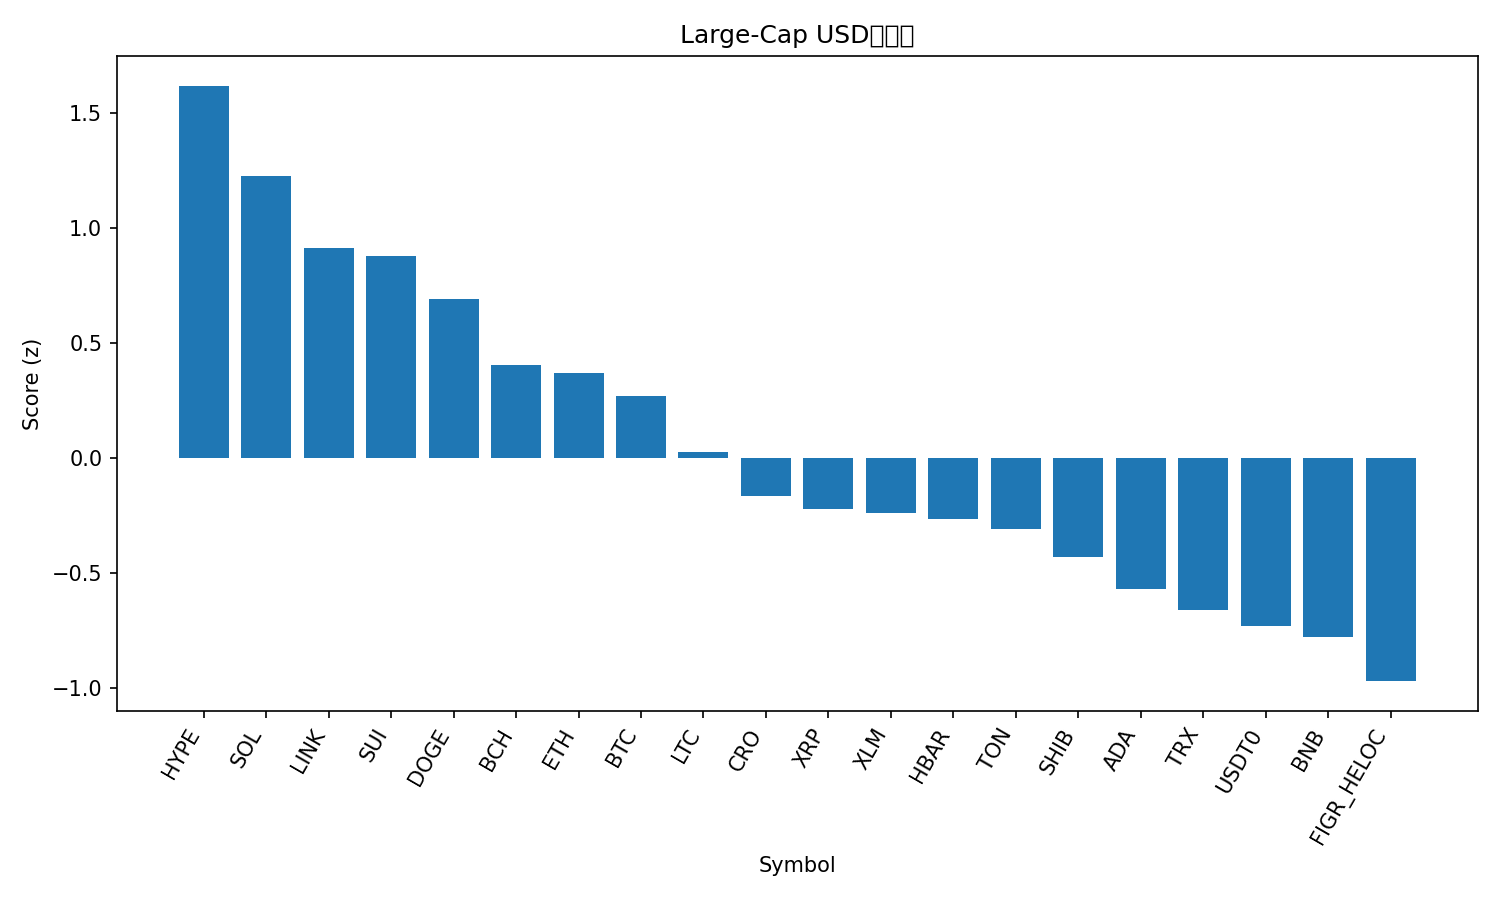 Large-Cap USD
Score (z)
1.5
1.0
0.5
0.0
−0.5
−1.0
HYPE
SOL
LINK
SUI
DOGE
BCH
ETH
BTC
LTC
CRO
XRP
XLM
HBAR
TON
SHIB
ADA
TRX
USDT0
BNB
FIGR_HELOC
Symbol